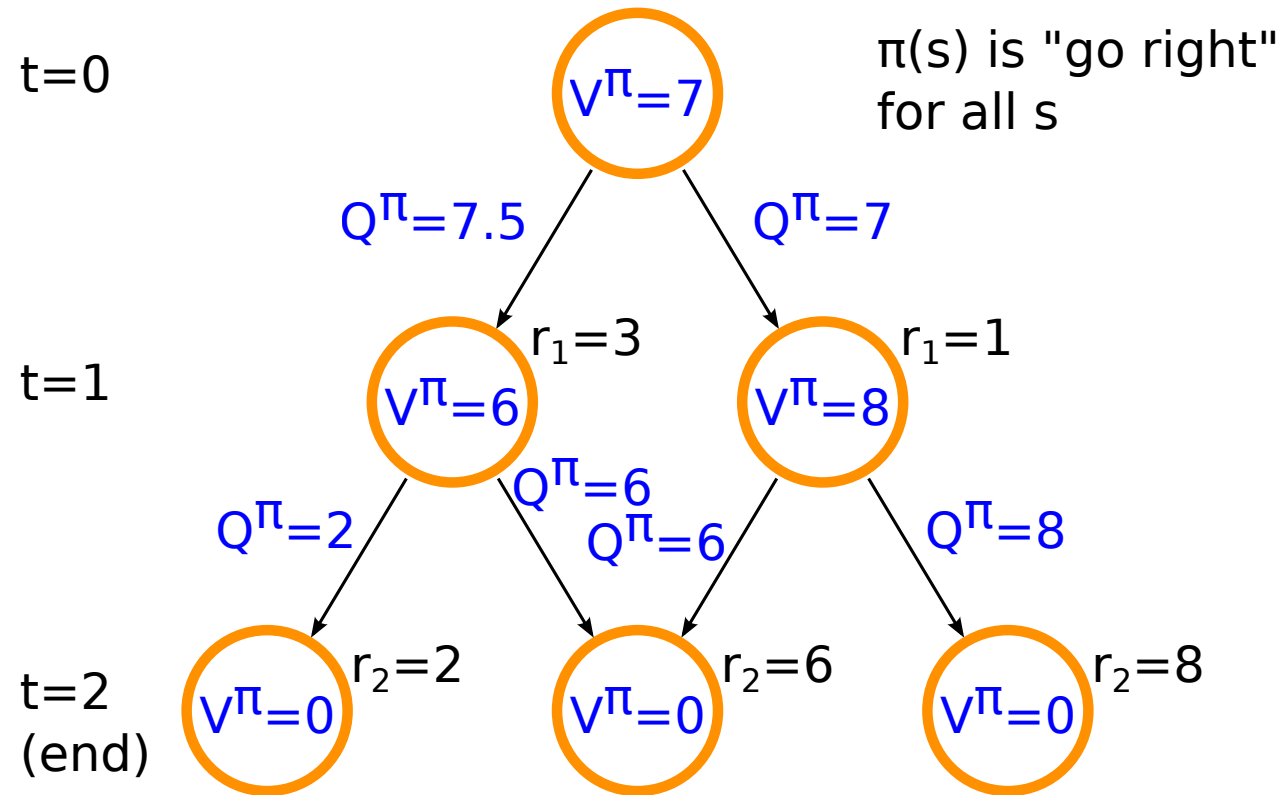 t=0
Vπ=7
π(s) is "go right"
for all s
Qπ=7.5
Qπ=7
t=1
Vπ=6
r1=3
Vπ=8
r1=1
Qπ=2
Qπ=6
Qπ=6
Qπ=8
t=2
(end)
Vπ=0
r2=2
Vπ=0
r2=6
Vπ=0
r2=8